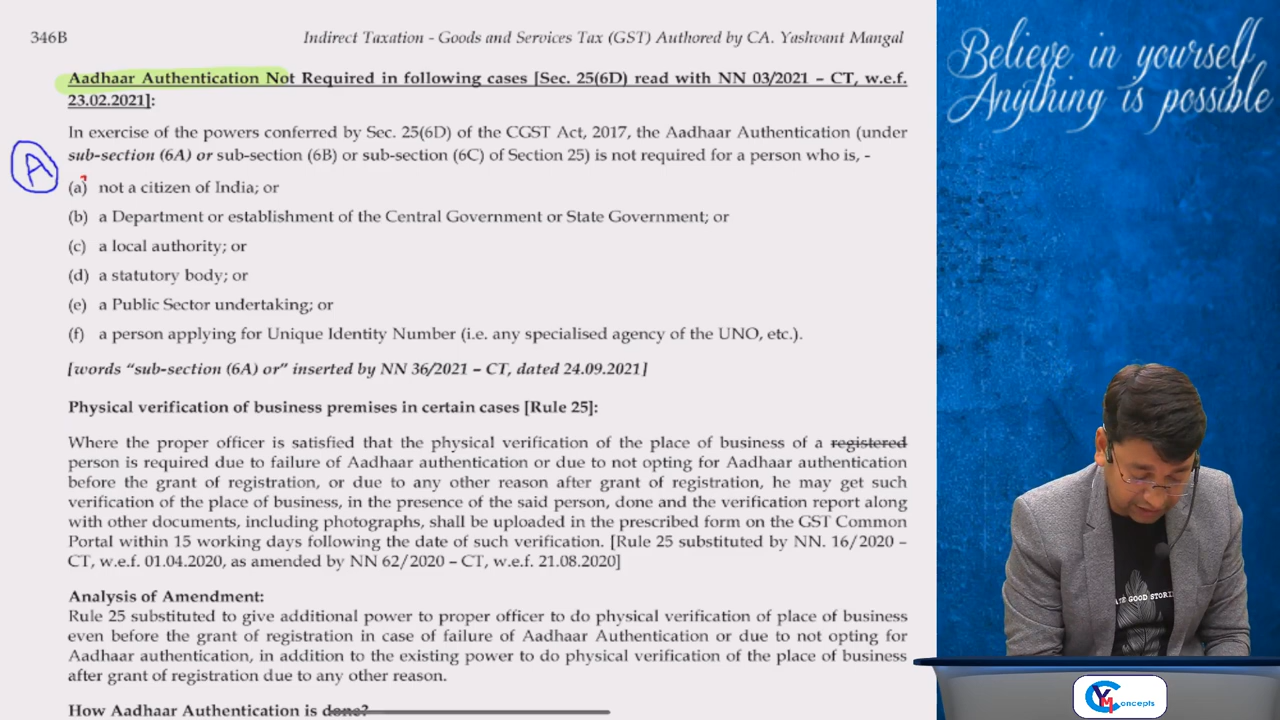 346B
Indirect Taxation - Goods and Services Tax (GST) Authored by CA. Yashvant Mangal
Aadhaar Authentication Not Required in following cases [Sec. 25(6D) read with NN 03/2021 – CT, w.e.f.
23.02.2021]:
In exercise of the powers conferred by Sec. 25(6D) of the CGST Act, 2017, the Aadhaar Authentication (under
sub-section (6A) or sub-section (6B) or sub-section (6C) of Section 25) is not required for a person who is, -
A
(a) not a citizen of India; or
(b) a Department or establishment of the Central Government or State Government; or
(c) a local authority; or
(d) a statutory body; or
(e) a Public Sector undertaking; or
(f) a person applying for Unique Identity Number (i.e. any specialised agency of the UNO, etc.).
[words “sub-section (6A) or” inserted by NN 36/2021 – CT, dated 24.09.2021]
Physical verification of business premises in certain cases [Rule 25]:
Where the proper officer is satisfied that the physical verification of the place of business of a registered
person is required due to failure of Aadhaar authentication or due to not opting for Aadhaar authentication
before the grant of registration, or due to any other reason after grant of registration, he may get such
verification of the place of business, in the presence of the said person, done and the verification report along
with other documents, including photographs, shall be uploaded in the prescribed form on the GST Common
Portal within 15 working days following the date of such verification. [Rule 25 substituted by NN. 16/2020 –
CT, w.e.f. 01.04.2020, as amended by NN 62/2020 – CT, w.e.f. 21.08.2020]
Analysis of Amendment:
Rule 25 substituted to give additional power to proper officer to do physical verification of place of business
even before the grant of registration in case of failure of Aadhaar Authentication or due to not opting for
Aadhaar authentication, in addition to the existing power to do physical verification of the place of business
after grant of registration due to any other reason.
How Aadhaar Authentication is done?
Believe in yourself
Anything is possible
GOOD STORIES
YM Concepts